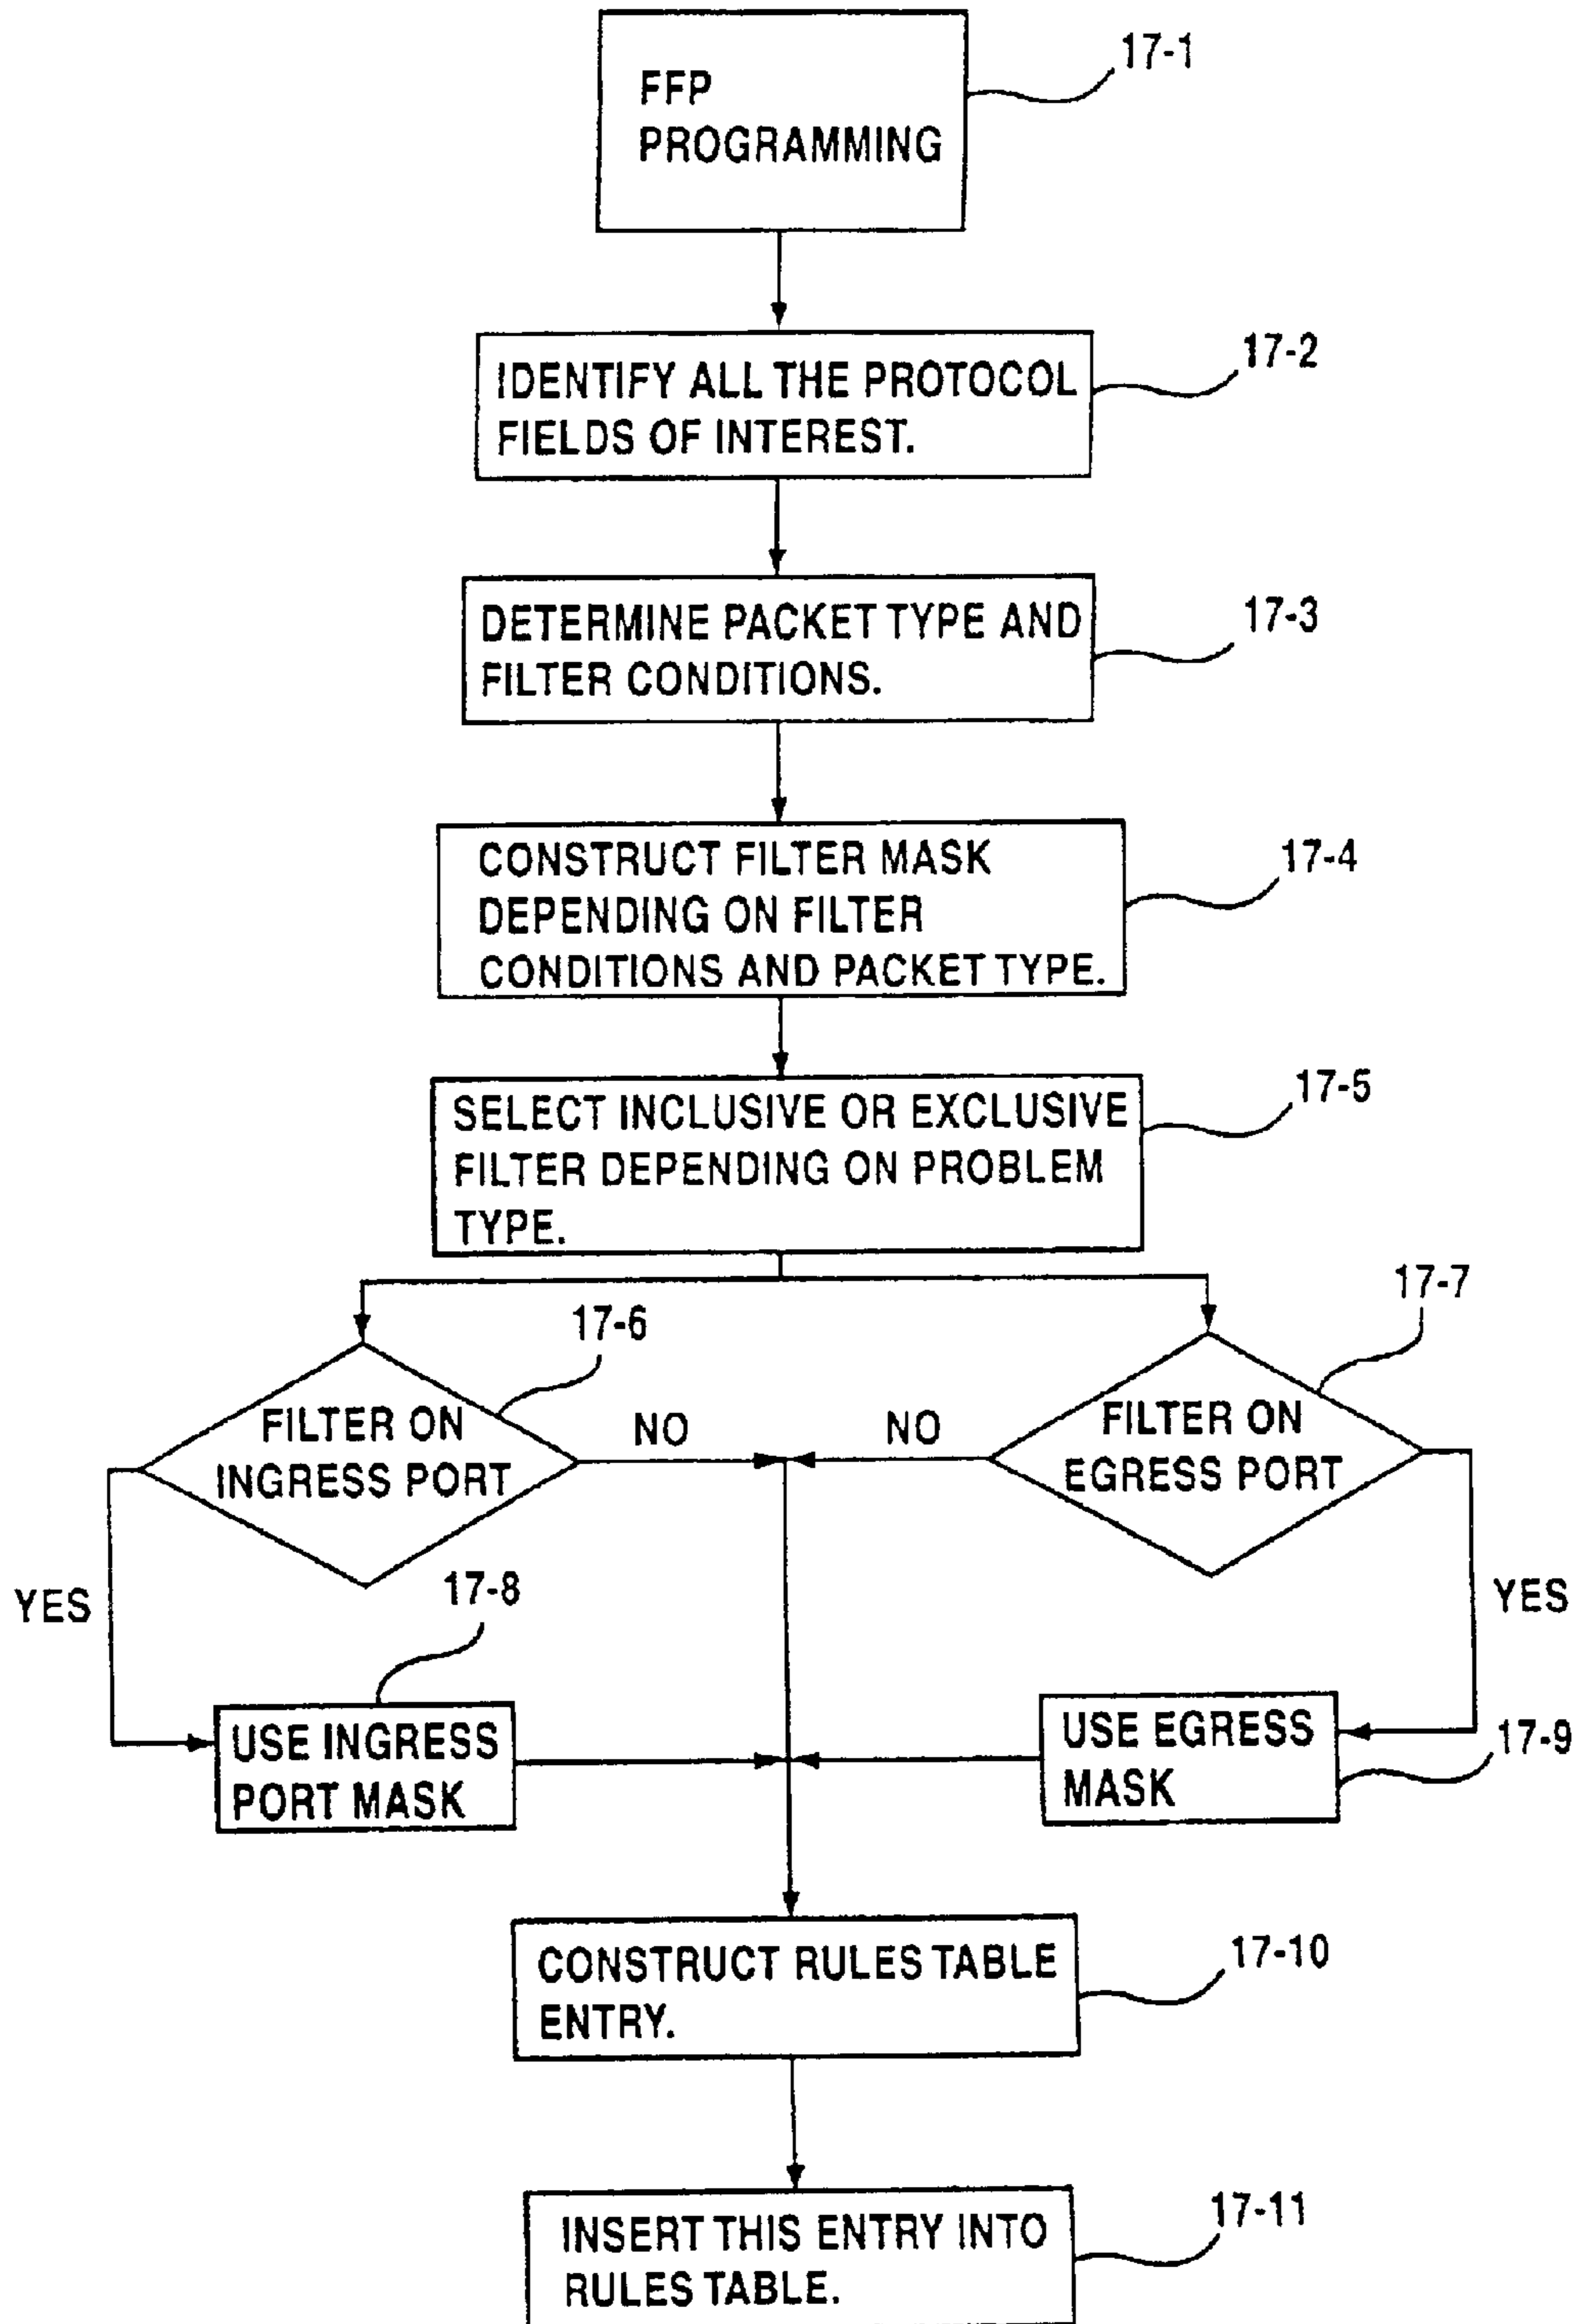 FFP
PROGRAMMING
17-1
IDENTIFY ALL THE PROTOCOL
FIELDS OF INTEREST.
17-2
DETERMINE PACKET TYPE AND
FILTER CONDITIONS.
17-3
CONSTRUCT FILTER MASK
DEPENDING ON FILTER
CONDITIONS AND PACKET TYPE.
17-4
SELECT INCLUSIVE OR EXCLUSIVE
FILTER DEPENDING ON PROBLEM
TYPE.
17-5
17-6
17-7
FILTER ON
INGRESS PORT
NO
NO
FILTER ON
EGRESS PORT
YES
17-8
YES
USE INGRESS
PORT MASK
USE EGRESS
MASK
17-9
CONSTRUCT RULES TABLE
ENTRY.
17-10
INSERT THIS ENTRY INTO
RULES TABLE.
17-11